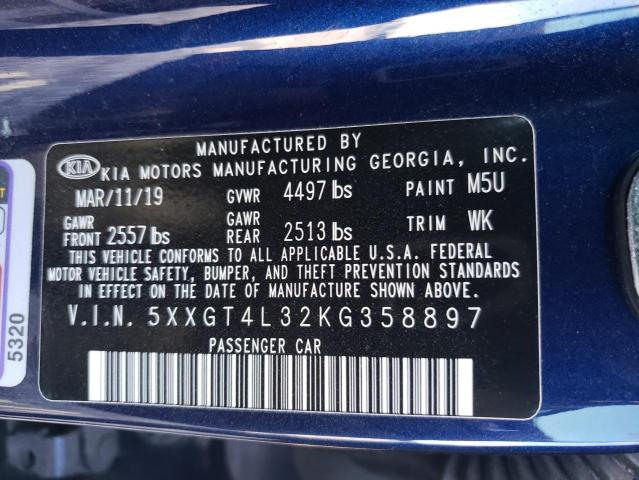 MANUFACTURED BY
KIA KIA MOTORS MANUFACTURING GEORGIA, INC.
MAR/11/19 GVWR 4497 lbs PAINT M5U
GAWR FRONT 2557 lbs GAWR REAR 2513 lbs TRIM WK
THIS VEHICLE CONFORMS TO ALL APPLICABLE U.S.A. FEDERAL
MOTOR VEHICLE SAFETY, BUMPER, AND THEFT PREVENTION STANDARDS
IN EFFECT ON THE DATE OF MANUFACTURE SHOWN ABOVE.
V.I.N. 5XXGT4L32KG358897
PASSENGER CAR
5320